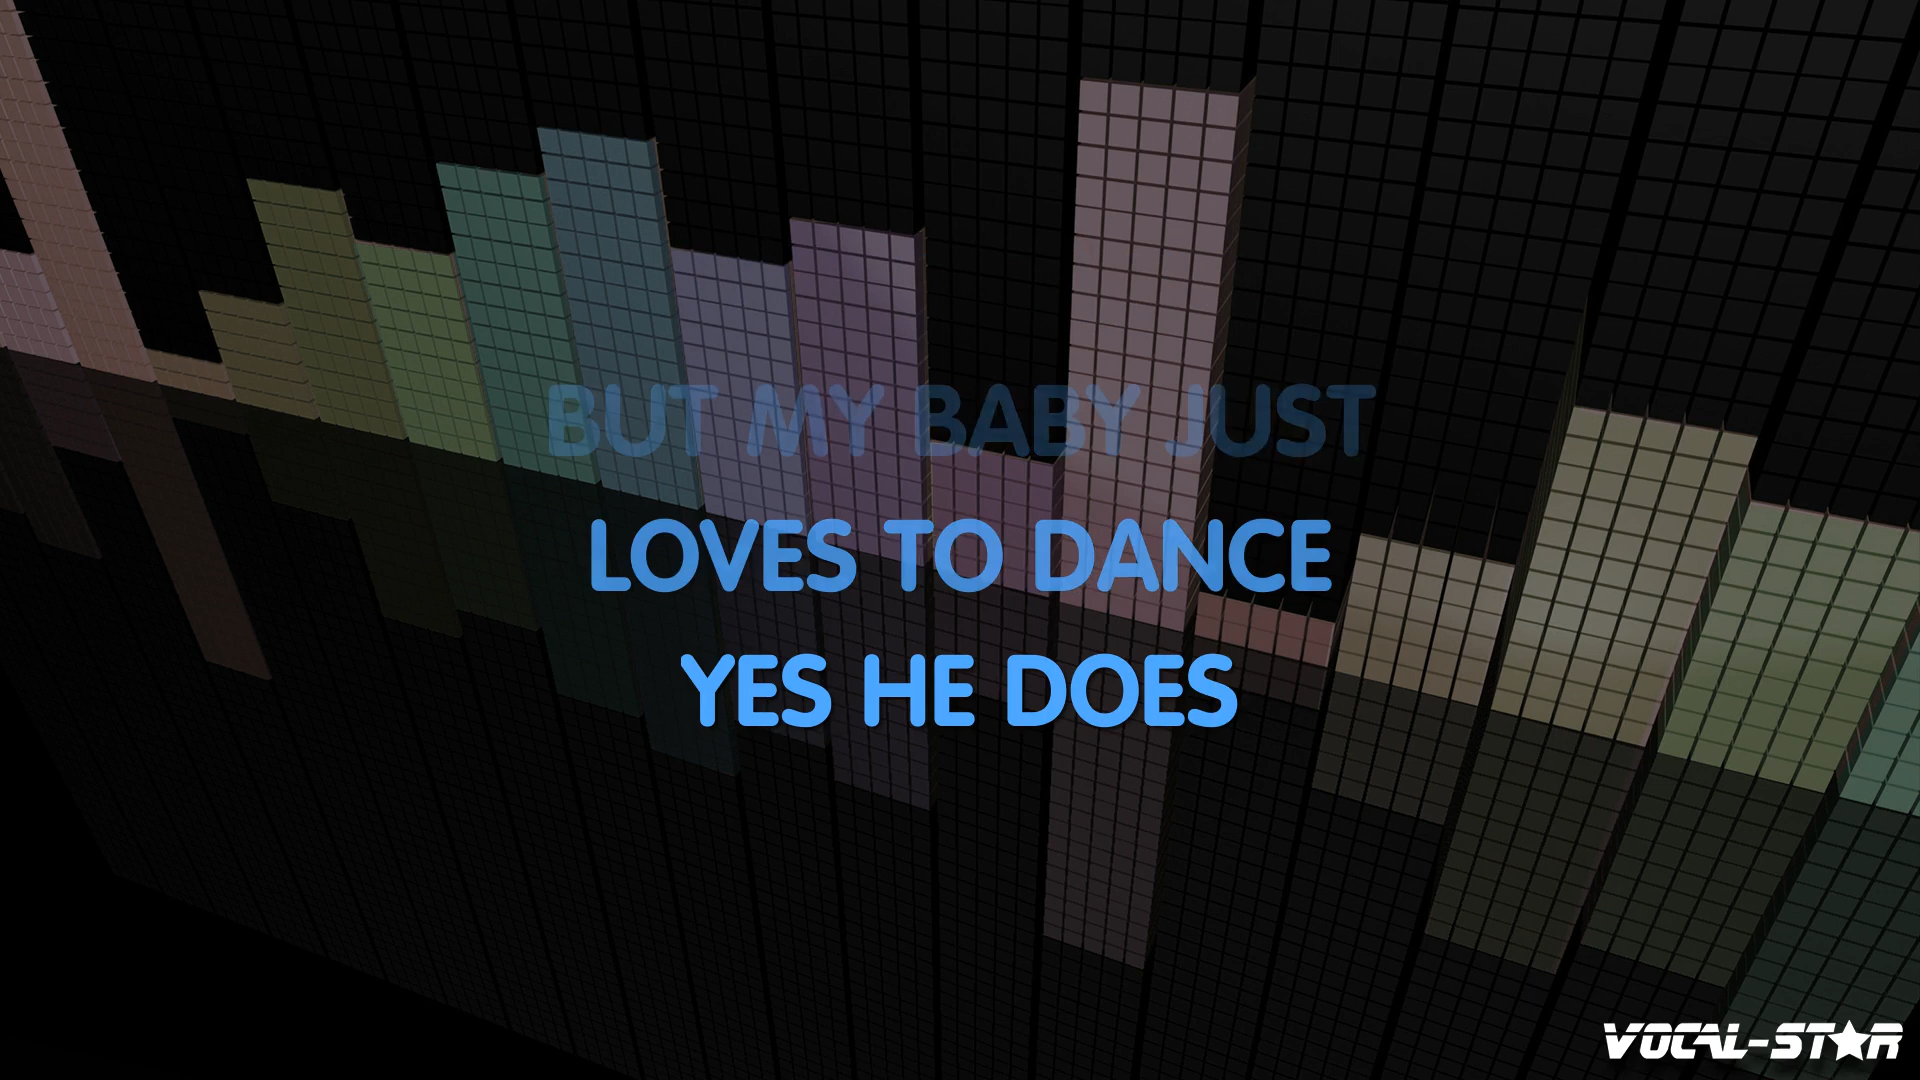 BUT MY BABY JUST
LOVES TO DANCE
YES HE DOES
VOCAL-STAR